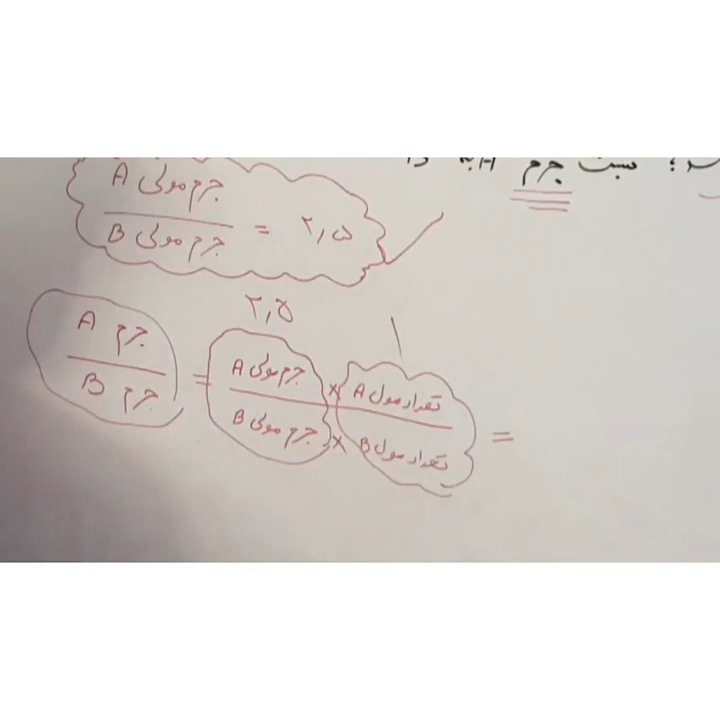 نسبت جرم A به
جرم مولی A
جرم مولی B
= ۲٫۵
۲٫۵
جرم A
جرم B
=
جرم مولی A × تعداد مول A
جرم مولی B × تعداد مول B
=